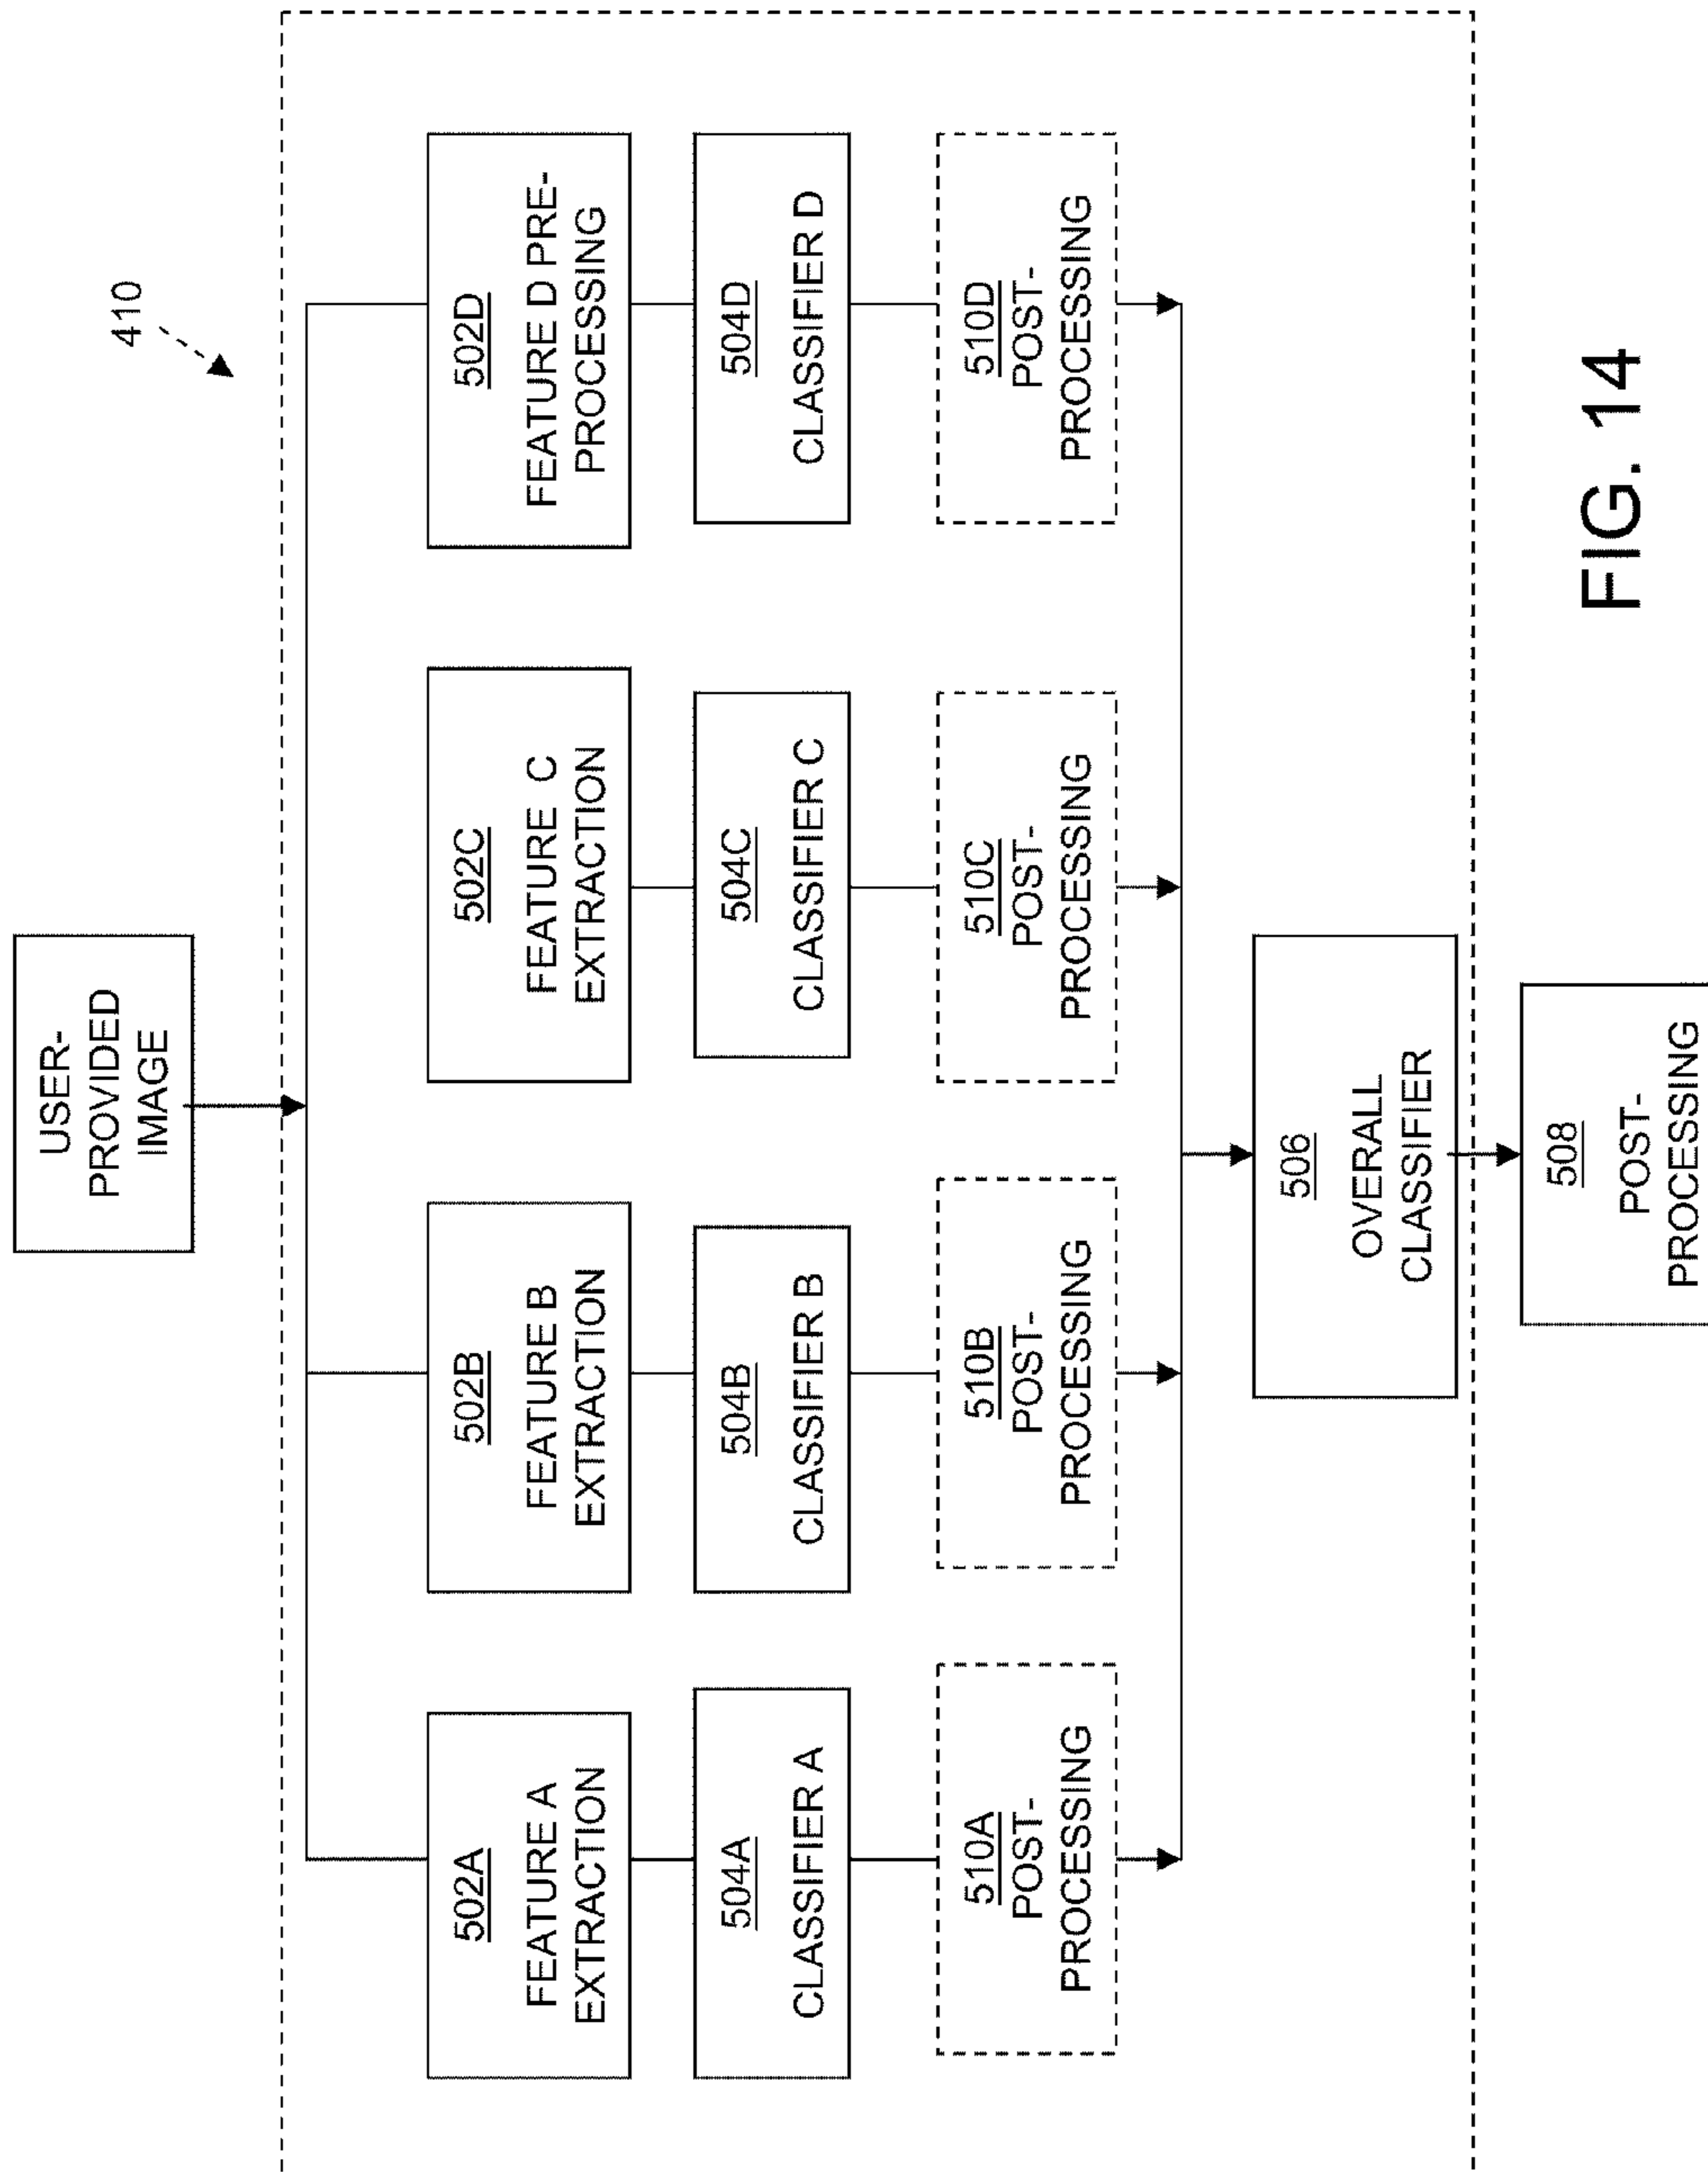 410
USER-
PROVIDED
IMAGE
502A
FEATURE A
EXTRACTION
502B
FEATURE B
EXTRACTION
502C
FEATURE  C
EXTRACTION
502D
FEATURE D PRE-
PROCESSING
504A
CLASSIFIER A
504B
CLASSIFIER B
504C
CLASSIFIER C
504D
CLASSIFIER D
510A
POST-
PROCESSING
510B
POST-
PROCESSING
510C
POST-
PROCESSING
510D
POST-
PROCESSING
506
OVERALL
CLASSIFIER
508
POST-
PROCESSING
FIG. 14